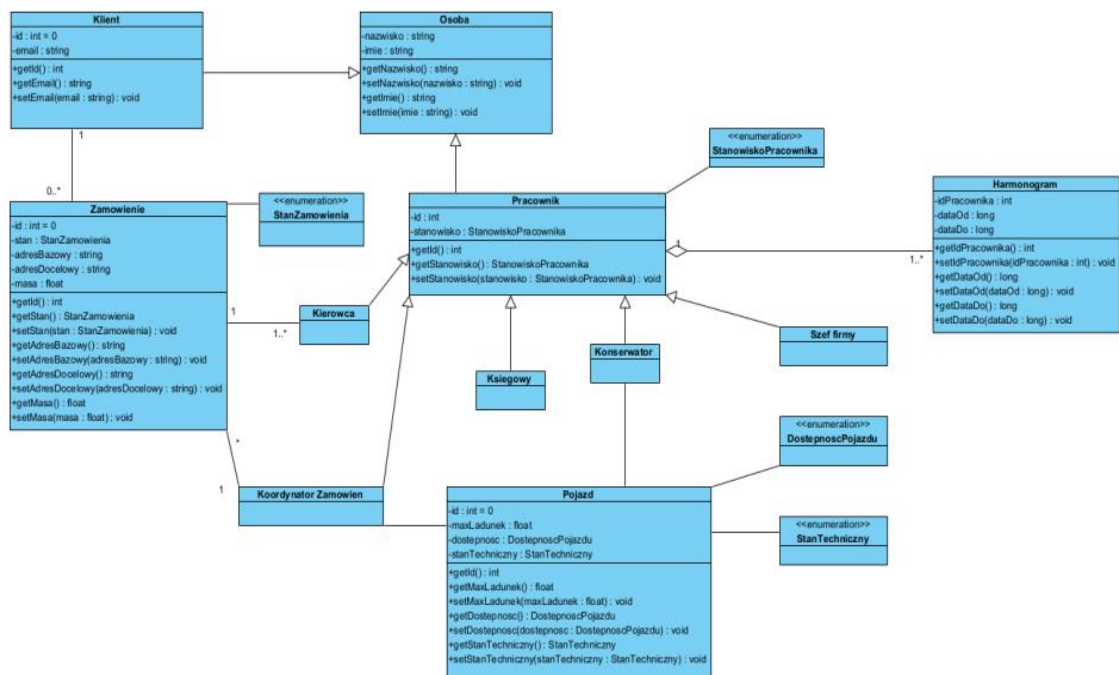 Klient
-id : int = 0
-email : string
+getId() : int
+getEmail() : string
+setEmail(email : string) : void
Osoba
-nazwisko : string
-imie : string
+getNazwisko() : string
+setNazwisko(nazwisko : string) : void
+getImie() : string
+setImie(imie : string) : void
1
0..*
<<enumeration>>
StanowiskoPracownika
<<enumeration>>
StanZamowienia
Zamowienie
-id : int = 0
-stan : StanZamowienia
-adresBazowy : string
-adresDocelowy : string
-masa : float
+getId() : int
+getStan() : StanZamowienia
+setStan(stan : StanZamowienia) : void
+getAdresBazowy() : string
+setAdresBazowy(adresBazowy : string) : void
+getAdresDocelowy() : string
+setAdresDocelowy(adresDocelowy : string) : void
+getMasa() : float
+setMasa(masa : float) : void
Pracownik
-id : int
-stanowisko : StanowiskoPracownika
+getId() : int
+getStanowisko() : StanowiskoPracownika
+setStanowisko(stanowisko : StanowiskoPracownika) : void
1
1..*
Harmonogram
-idPracownika : int
-dataOd : long
-dataDo : long
+getIdPracownika() : int
+setIdPracownika(idPracownika : int) : void
+getDataOd() : long
+setDataOd(dataOd : long) : void
+getDataDo() : long
+setDataDo(dataDo : long) : void
1
1..*
Kierowca
Ksiegowy
Konserwator
Szef firmy
<<enumeration>>
DostepnoscPojazdu
*
1
Koordynator Zamowien
Pojazd
-id : int = 0
-maxLadunek : float
-dostepnosc : DostepnoscPojazdu
-stanTechniczny : StanTechniczny
+getId() : int
+getMaxLadunek() : float
+setMaxLadunek(maxLadunek : float) : void
+getDostepnosc() : DostepnoscPojazdu
+setDostepnosc(dostepnosc : DostepnoscPojazdu) : void
+getStanTechniczny() : StanTechniczny
+setStanTechniczny(stanTechniczny : StanTechniczny) : void
<<enumeration>>
StanTechniczny